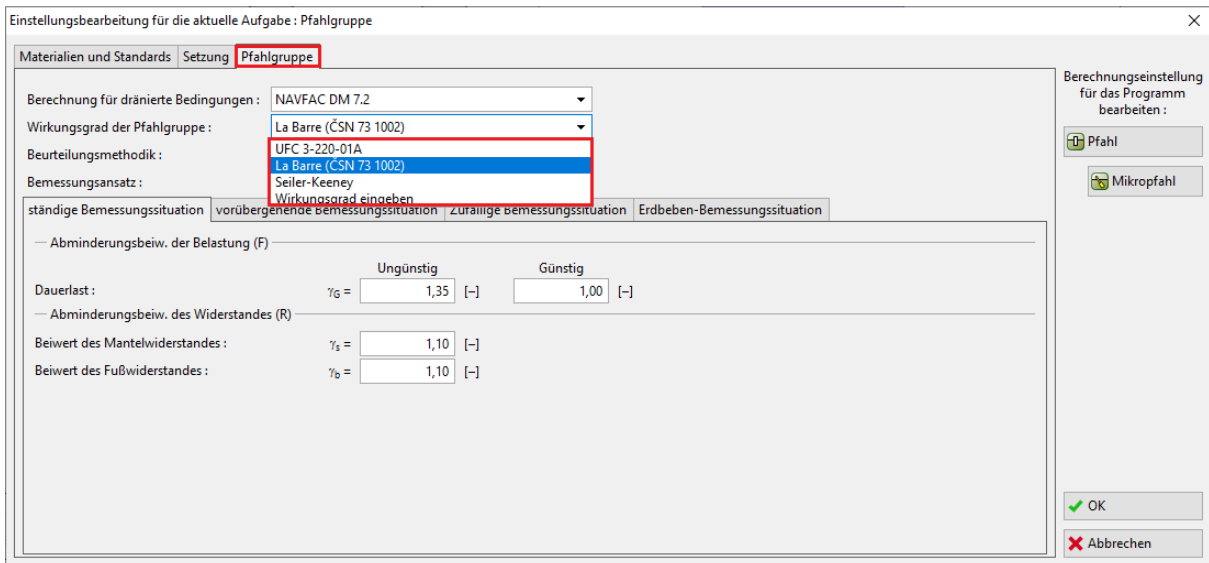 Einstellungsbearbeitung für die aktuelle Aufgabe : Pfahlgruppe
Materialien und Standards Setzung Pfahlgruppe
Berechnung für dränierte Bedingungen : NAVFAC DM 7.2
Wirkungsgrad der Pfahlgruppe : La Barre (ČSN 73 1002)
Beurteilungsmethodik : UFC 3-220-01A
La Barre (ČSN 73 1002)
Bemessungsansatz : Seiler-Keeney
Wirkungsgrad eingeben
ständige Bemessungssituation vorübergehende Bemessungssituation Zufällige Bemessungssituation Erdbeben-Bemessungssituation
Abminderungsbeiw. der Belastung (F)
Ungünstig Günstig
Dauerlast : γG = 1,35 [–] 1,00 [–]
Abminderungsbeiw. des Widerstandes (R)
Beiwert des Mantelwiderstandes : γs = 1,10 [–]
Beiwert des Fußwiderstandes : γb = 1,10 [–]
Berechnungseinstellung
für das Programm
bearbeiten :
Pfahl
Mikropfahl
OK
Abbrechen